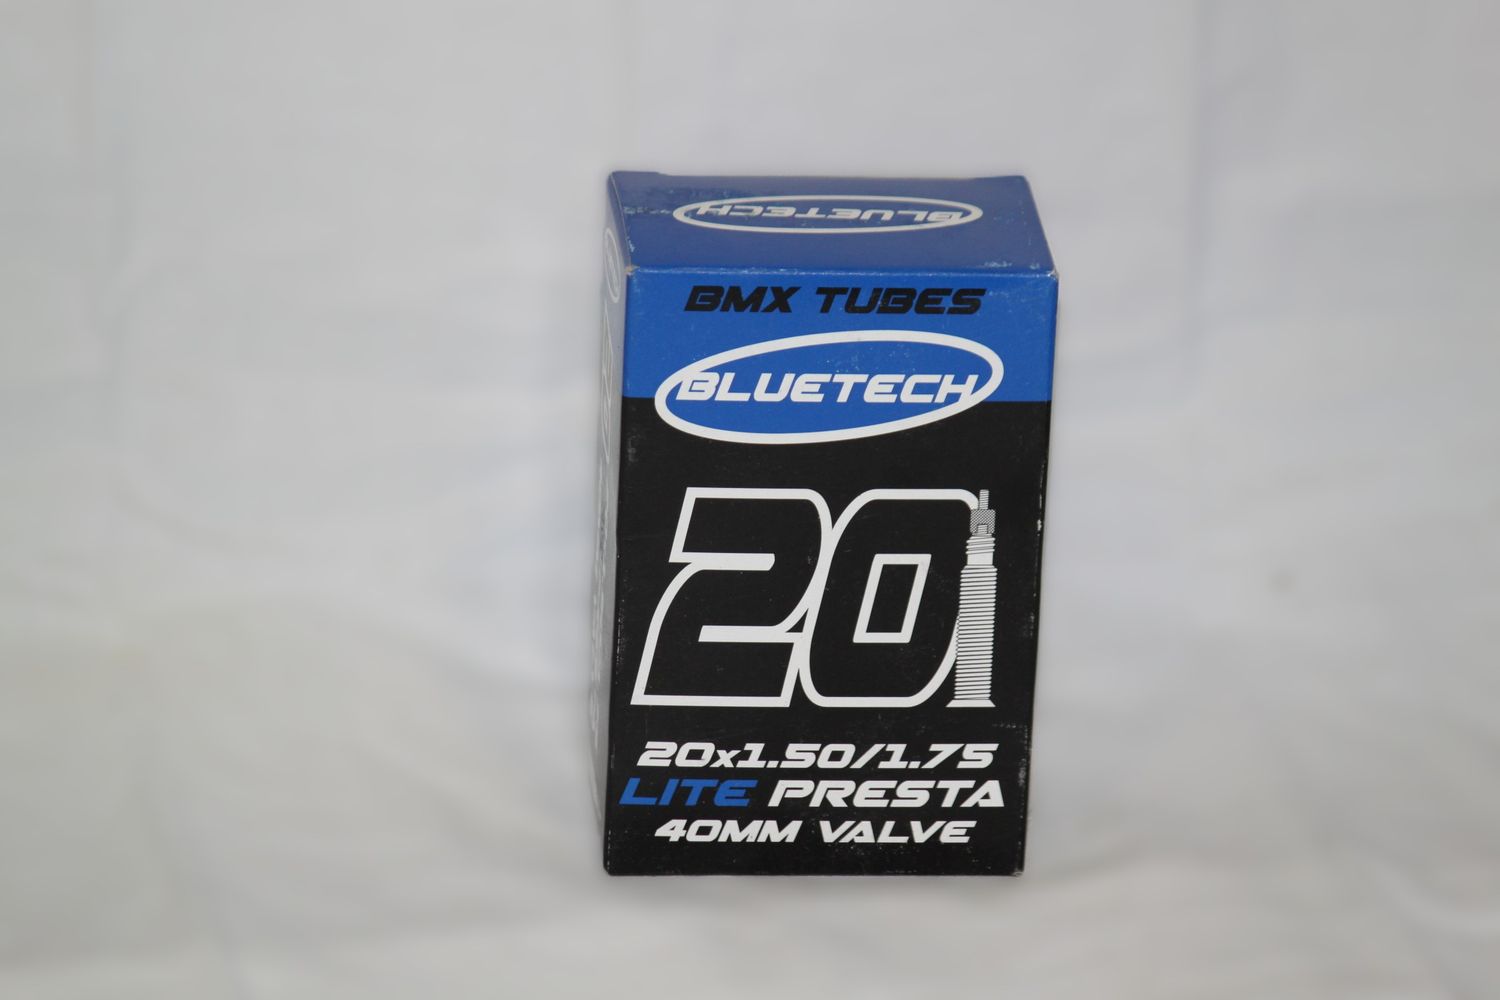 BLUETECH
BMX TUBES
BLUETECH
20
20x1.50/1.75
LITE PRESTA
40MM VALVE